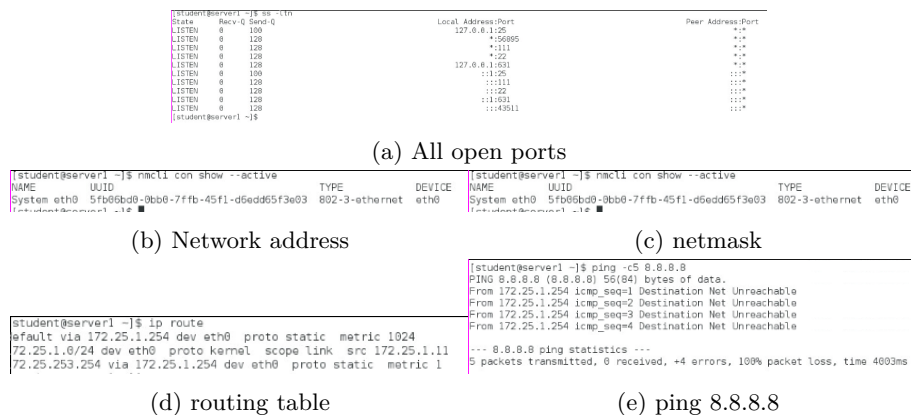 [student@server1 ~]$ ss -ltn
State Recv-Q Send-Q Local Address:Port Peer Address:Port
LISTEN 0 100 127.0.0.1:25 *:*
LISTEN 0 128 *:56895 *:*
LISTEN 0 128 *:111 *:*
LISTEN 0 128 *:22 *:*
LISTEN 0 128 127.0.0.1:631 *:*
LISTEN 0 100 ::1:25 :::*
LISTEN 0 128 :::111 :::*
LISTEN 0 128 :::22 :::*
LISTEN 0 128 ::1:631 :::*
LISTEN 0 128 :::43511 :::*
[student@server1 ~]$
(a) All open ports
[student@server1 ~]$ nmcli con show --active
NAME UUID TYPE DEVICE
System eth0 5fb06bd0-0bb0-7ffb-45f1-d6edd65f3e03 802-3-ethernet eth0
[student@server1 ~]$
(b) Network address
[student@server1 ~]$ nmcli con show --active
NAME UUID TYPE DEVICE
System eth0 5fb06bd0-0bb0-7ffb-45f1-d6edd65f3e03 802-3-ethernet eth0
[student@server1 ~]$
(c) netmask
student@server1 ~]$ ip route
efault via 172.25.1.254 dev eth0 proto static metric 1024
72.25.1.0/24 dev eth0 proto kernel scope link src 172.25.1.11
72.25.253.254 via 172.25.1.254 dev eth0 proto static metric 1
(d) routing table
[student@server1 ~]$ ping -c5 8.8.8.8
PING 8.8.8.8 (8.8.8.8) 56(84) bytes of data.
From 172.25.1.254 icmp_seq=1 Destination Net Unreachable
From 172.25.1.254 icmp_seq=2 Destination Net Unreachable
From 172.25.1.254 icmp_seq=3 Destination Net Unreachable
From 172.25.1.254 icmp_seq=4 Destination Net Unreachable
--- 8.8.8.8 ping statistics ---
5 packets transmitted, 0 received, +4 errors, 100% packet loss, time 4003ms
(e) ping 8.8.8.8